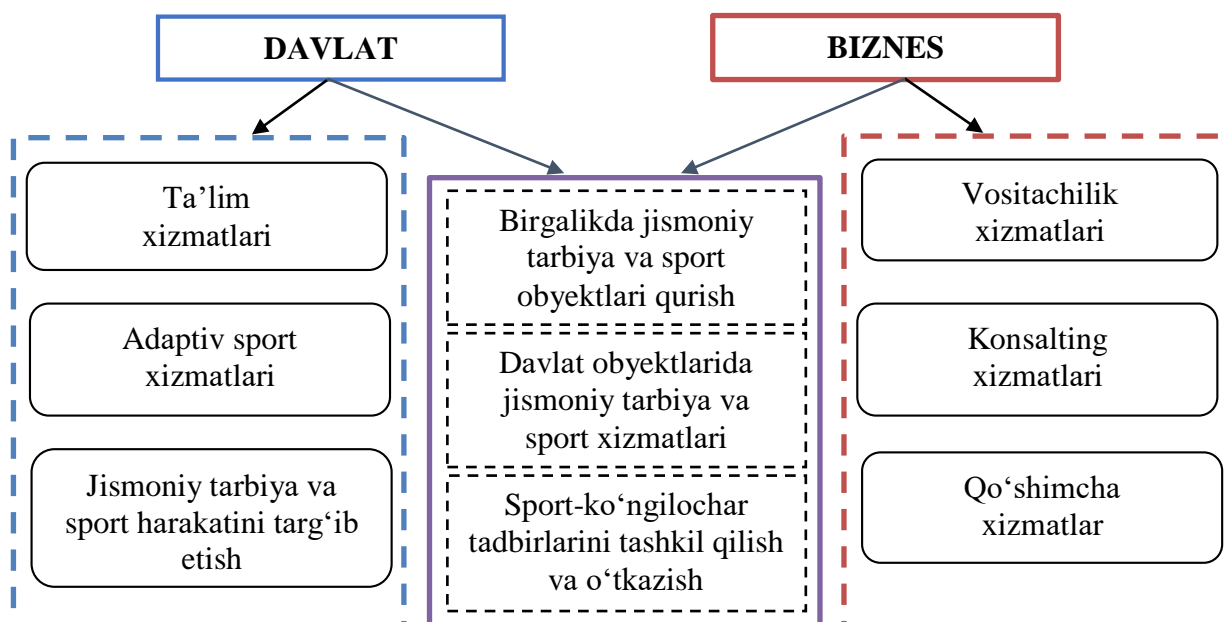 DAVLAT
BIZNES
Ta’lim
xizmatlari
Adaptiv sport
xizmatlari
Jismoniy tarbiya va
sport harakatini targ‘ib
etish
Birgalikda jismoniy
tarbiya va sport
obyektlari qurish
Davlat obyektlarida
jismoniy tarbiya va
sport xizmatlari
Sport-ko‘ngilochar
tadbirlarini tashkil qilish
va o‘tkazish
Vositachilik
xizmatlari
Konsalting
xizmatlari
Qo‘shimcha
xizmatlar